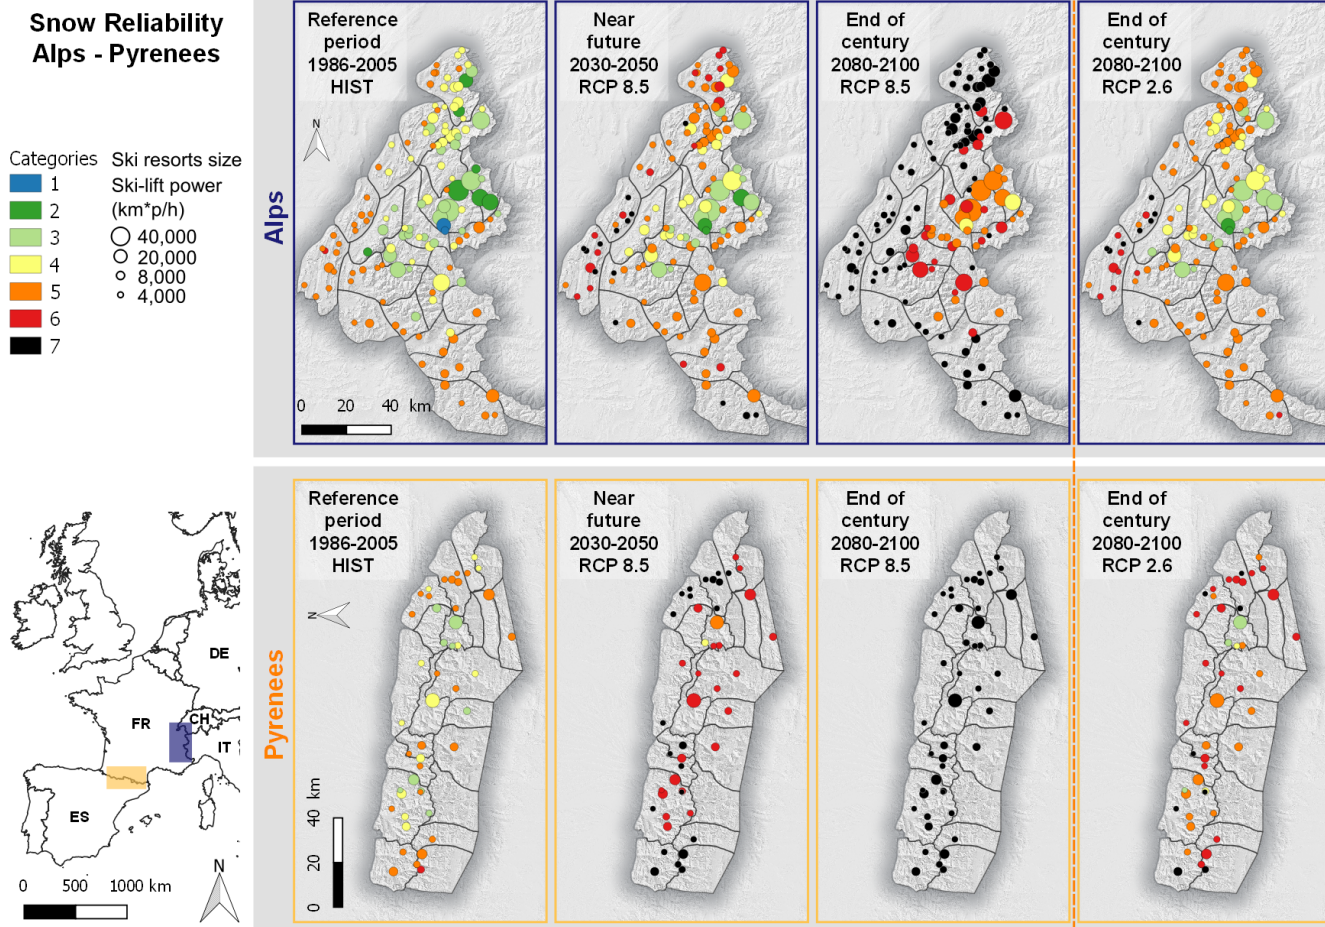 Snow Reliability
Alps - Pyrenees
Categories
1
2
3
4
5
6
7
Ski resorts size
Ski-lift power
(km*p/h)
40,000
20,000
8,000
4,000
Alps
Reference
period
1986-2005
HIST
N
0 20 40 km
Near
future
2030-2050
RCP 8.5
End of
century
2080-2100
RCP 8.5
End of
century
2080-2100
RCP 2.6
Pyrenees
Reference
period
1986-2005
HIST
N
0 20 40 km
Near
future
2030-2050
RCP 8.5
End of
century
2080-2100
RCP 8.5
End of
century
2080-2100
RCP 2.6
DE
CH
FR
IT
ES
N
0 500 1000 km